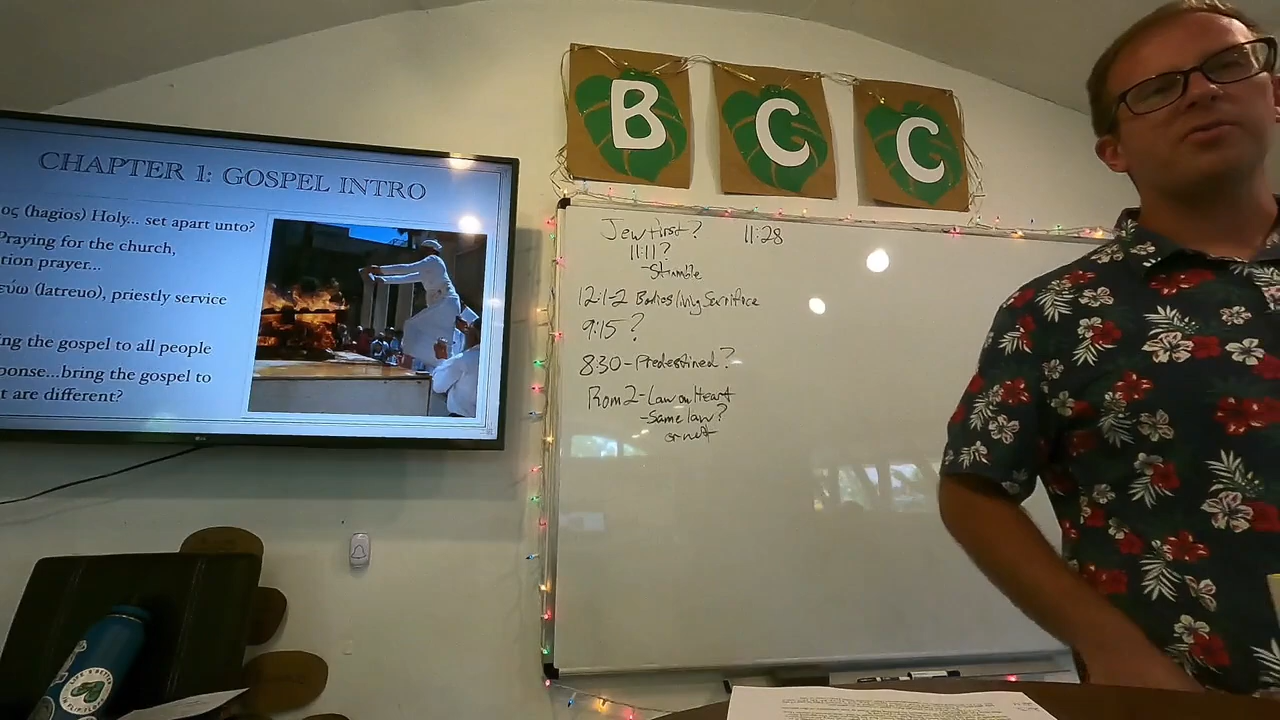 CHAPTER 1: GOSPEL INTRO
ος (hagios) Holy... set apart unto?
Praying for the church,
tion prayer...
εύω (latreuo), priestly service
ing the gospel to all people
ponse...bring the gospel to
t are different?
B C C
Jew first? 11:28
11:11?
-Stumble
12:1-2 Bodies living Sacrifice
9:15?
8:30-Predestined?
Rom 2-Law on Heart
-Same law?
or not